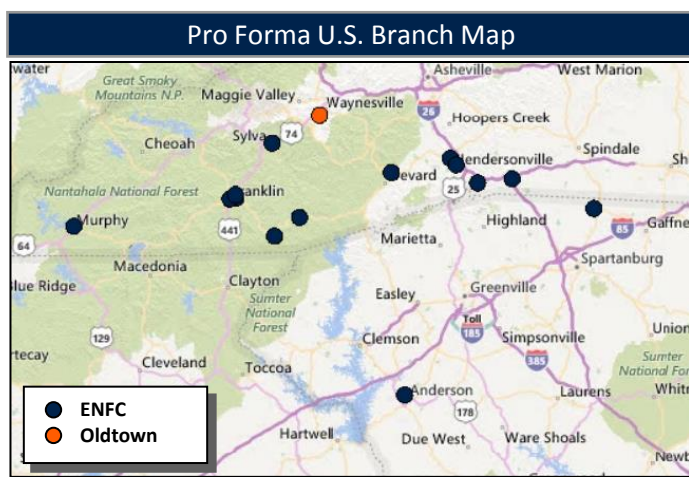 Pro Forma U.S. Branch Map
water
Great Smoky
Mountains N.P.
Maggie Valley
Waynesville
Asheville
West Marion
26
Hoopers Creek
Cheoah
Sylva
74
Hendersonville
Spindale
Sh
Nantahala National Forest
ranklin
evard
25
Murphy
441
Highland
Gaffne
64
Marietta
85
Macedonia
Spartanburg
lue Ridge
Clayton
Sumter
National
Forest
Easley
Greenville
129
Toll
185
Simpsonville
Union
Clemson
385
Sumter
National
Fores
rtecay
Cleveland
Toccoa
ENFC
Oldtown
Anderson
178
Laurens
Whitm
Hartwell
Due West
Ware Shoals
Newb